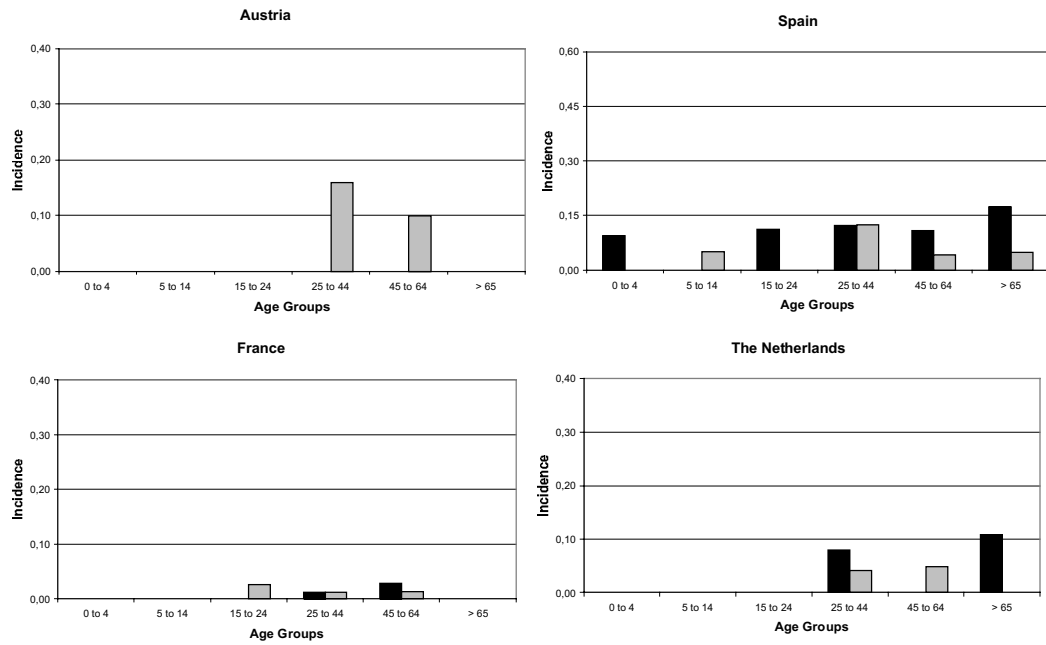 Austria
0,40
0,30
0,20
0,10
0,00
Incidence
0 to 4 5 to 14 15 to 24 25 to 44 45 to 64 > 65
Age Groups
Spain
0,60
0,45
0,30
0,15
0,00
Incidence
0 to 4 5 to 14 15 to 24 25 to 44 45 to 64 > 65
Age Groups
France
0,40
0,30
0,20
0,10
0,00
Incidence
0 to 4 5 to 14 15 to 24 25 to 44 45 to 64 > 65
Age Groups
The Netherlands
0,40
0,30
0,20
0,10
0,00
Incidence
0 to 4 5 to 14 15 to 24 25 to 44 45 to 64 > 65
Age Groups